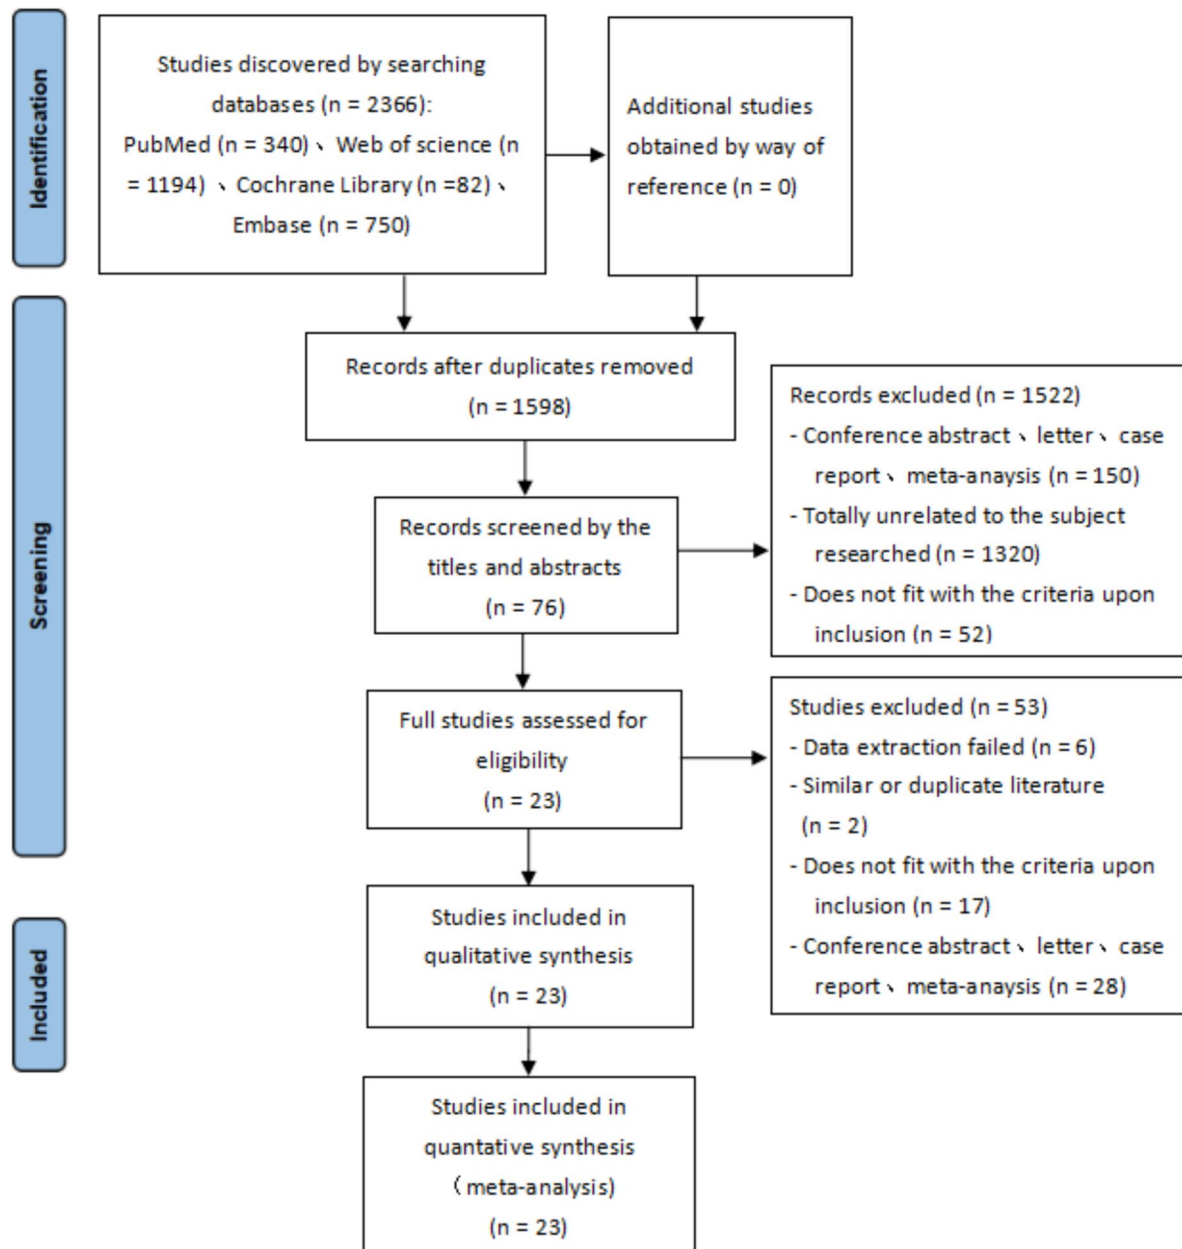 Identification
Studies discovered by searching
databases (n = 2366):
PubMed (n = 340)、Web of science (n
= 1194)、Cochrane Library (n =82)、
Embase (n = 750)
Additional studies
obtained by way of
reference (n = 0)
Screening
Records after duplicates removed
(n = 1598)
Records screened by the
titles and abstracts
(n = 76)
Records excluded (n = 1522)
- Conference abstract、letter、case
report、meta-anaysis (n = 150)
- Totally unrelated to the subject
researched (n = 1320)
- Does not fit with the criteria upon
inclusion (n = 52)
Full studies assessed for
eligibility
(n = 23)
Studies excluded (n = 53)
- Data extraction failed (n = 6)
- Similar or duplicate literature
(n = 2)
- Does not fit with the criteria upon
inclusion (n = 17)
- Conference abstract、letter、case
report、meta-anaysis (n = 28)
Included
Studies included in
qualitative synthesis
(n = 23)
Studies included in
quantative synthesis
（meta-analysis)
(n = 23)